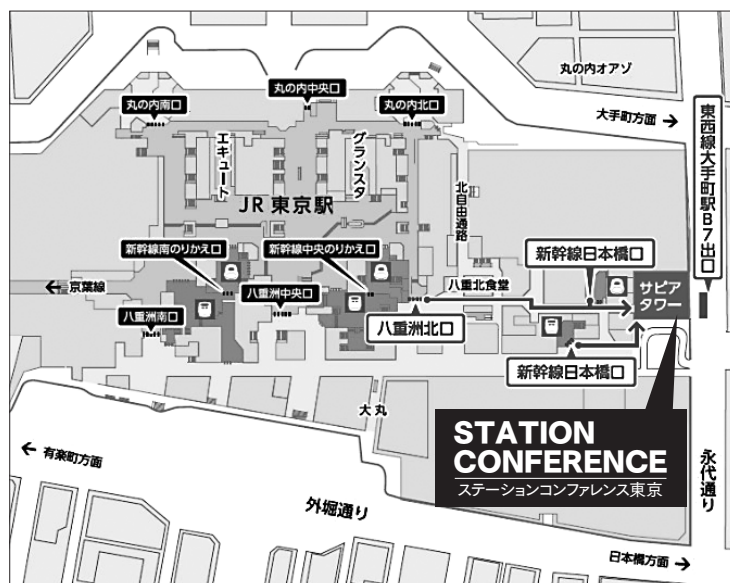 丸の内オアゾ
丸の内中央口
丸の内南口
丸の内北口
大手町方面
東西線大手町駅B7出口
エキュート
グランスタ
JR 東京駅
北自由通路
新幹線南のりかえ口
新幹線中央のりかえ口
新幹線日本橋口
京葉線
八重洲中央口
八重北食堂
サピア
タワー
八重洲南口
八重洲北口
新幹線日本橋口
大丸
STATION
CONFERENCE
ステーションコンファレンス東京
有楽町方面
外堀通り
永代通り
日本橋方面